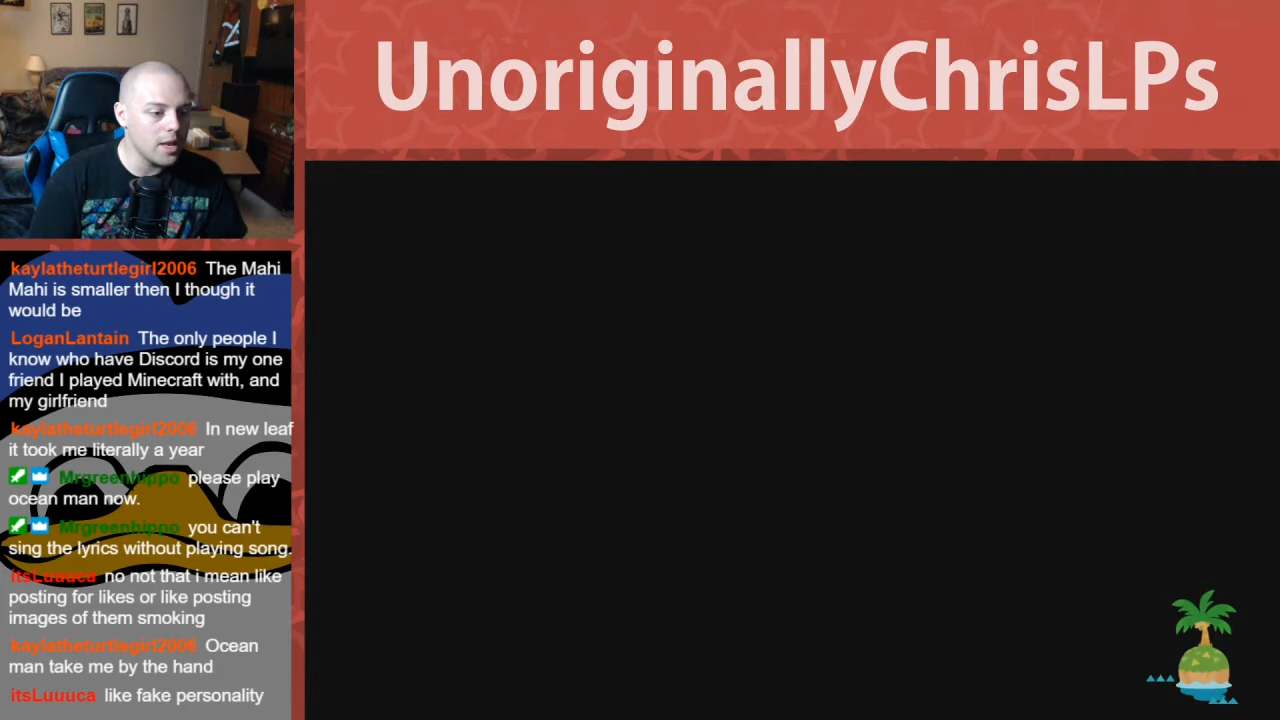 UnoriginallyChrisLPs
kaylatheturtlegirl2006 The Mahi
Mahi is smaller then I though it
would be
LoganLantain The only people I
know who have Discord is my one
friend I played Minecraft with, and
my girlfriend
kaylatheturtlegirl2006 In new leaf
it took me literally a year
Mrgreenhippo please play
ocean man now.
Mrgreenhippo you can't
sing the lyrics without playing song.
itsLuuuca no not that i mean like
posting for likes or like posting
images of them smoking
kaylatheturtlegirl2006 Ocean
man take me by the hand
itsLuuuca like fake personality